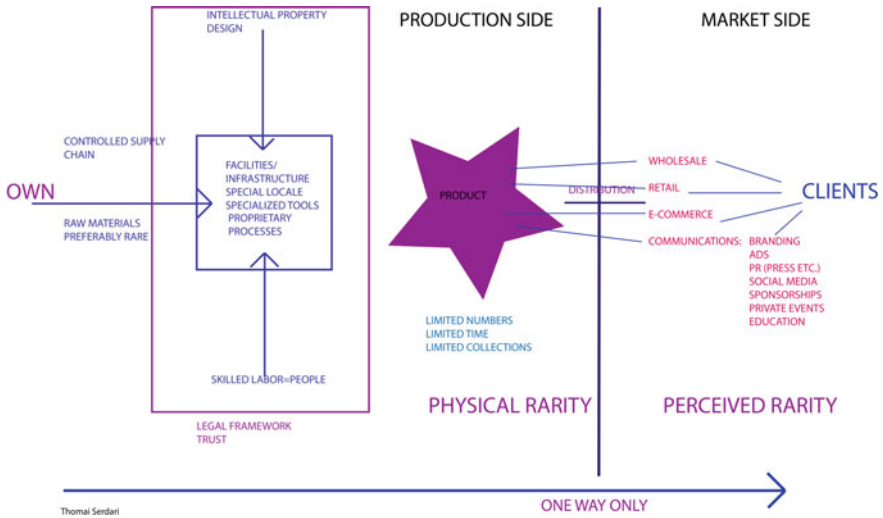 INTELLECTUAL PROPERTY
DESIGN
PRODUCTION SIDE
MARKET SIDE
CONTROLLED SUPPLY
CHAIN
OWN
RAW MATERIALS
PREFERABLY RARE
FACILITIES/
INFRASTRUCTURE
SPECIAL LOCALE
SPECIALIZED TOOLS
PROPRIETARY
PROCESSES
SKILLED LABOR=PEOPLE
LEGAL FRAMEWORK
TRUST
PRODUCT
LIMITED NUMBERS
LIMITED TIME
LIMITED COLLECTIONS
DISTRIBUTION
WHOLESALE
RETAIL
E-COMMERCE
COMMUNICATIONS: BRANDING
ADS
PR (PRESS ETC.)
SOCIAL MEDIA
SPONSORSHIPS
PRIVATE EVENTS
EDUCATION
CLIENTS
PHYSICAL RARITY
PERCEIVED RARITY
ONE WAY ONLY
Thomai Serdari